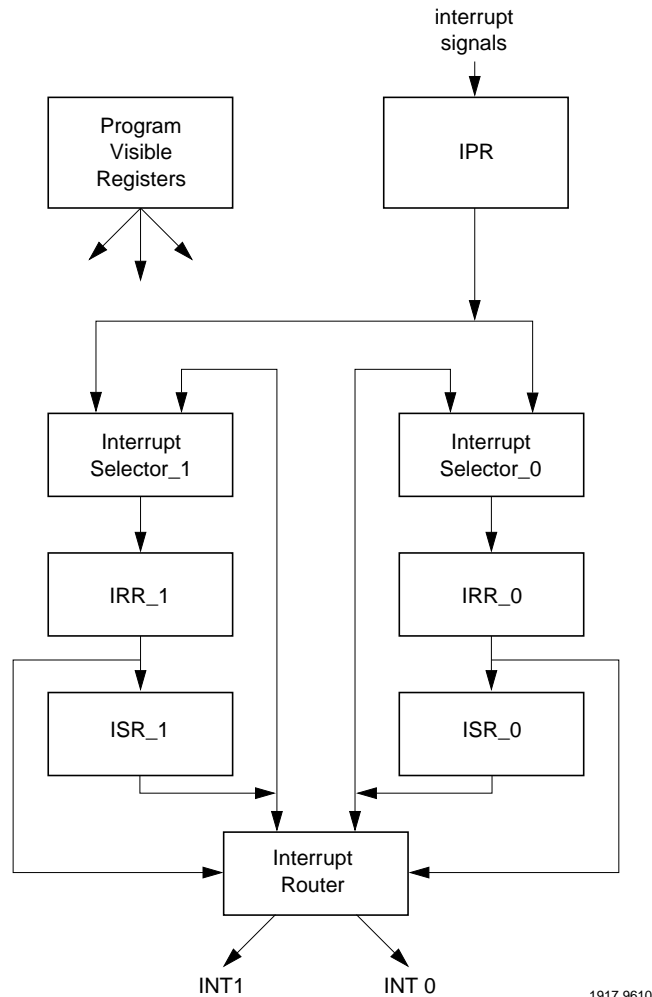 interrupt
signals
Program
Visible
Registers
IPR
Interrupt
Selector_1
Interrupt
Selector_0
IRR_1
IRR_0
ISR_1
ISR_0
Interrupt
Router
INT1
INT 0
1917 9610